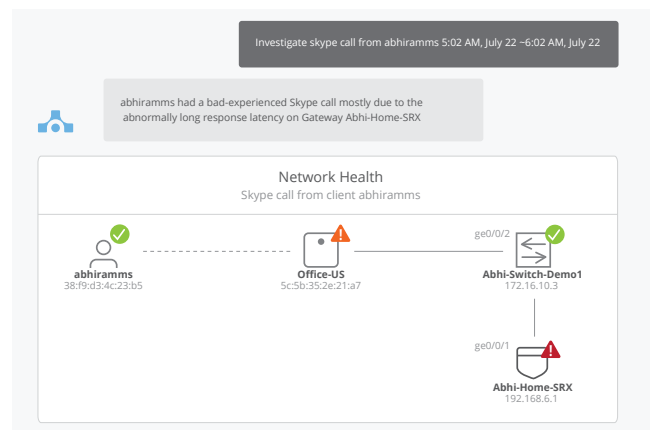 Investigate skype call from abhiramms 5:02 AM, July 22 ~6:02 AM, July 22
abhiramms had a bad-experienced Skype call mostly due to the
abnormally long response latency on Gateway Abhi-Home-SRX
Network Health
Skype call from client abhiramms
ge0/0/2
abhiramms
38:f9:d3:4c:23:b5
Office-US
5c:5b:35:2e:21:a7
Abhi-Switch-Demo1
172.16.10.3
ge0/0/1
Abhi-Home-SRX
192.168.6.1